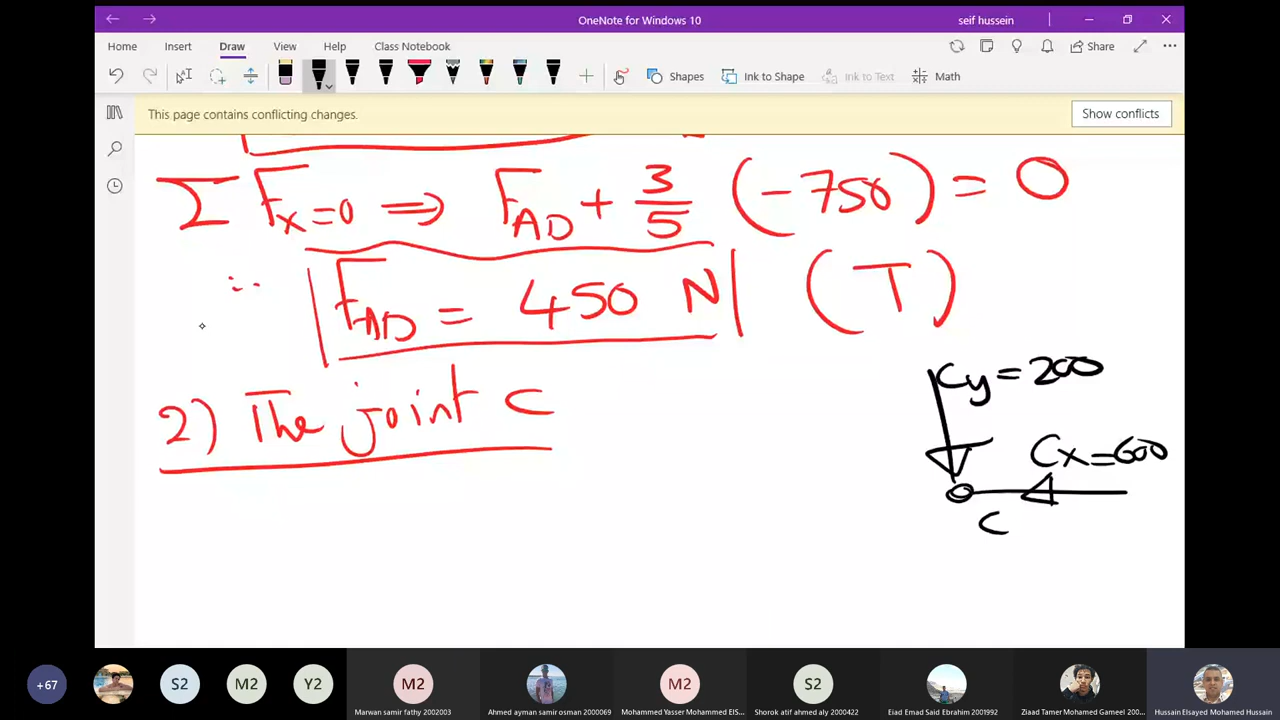 OneNote for Windows 10
seif hussein
Home Insert Draw View Help Class Notebook
Share
Shapes Ink to Shape Ink to Text Math
This page contains conflicting changes.
Show conflicts
Σ Fx=0 ⇒ FAD + 3/5 (-750) = 0
∴ FAD = 450 N (T)
2) The joint C
Cy = 200
Cx = 600
C
+67 S2 M2 Y2 M2 M2 S2
Marwan samir fathy 2002003 Ahmed ayman samir osman 2000069 Mohammed Yasser Mohammed ElS... Shorok atif ahmed aly 2000422 Eiad Emad Said Ebrahim 2001992 Ziaad Tamer Mohamed Gameel 200... Hussain Elsayed Mohamed Hussain